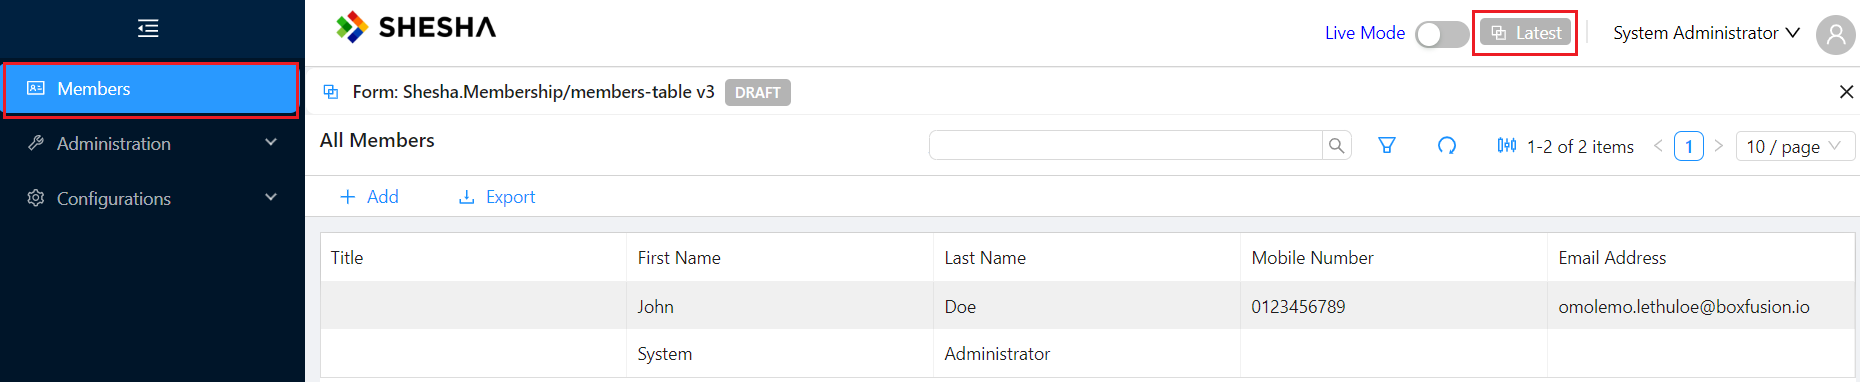 SHESHA
Live Mode
Latest
System Administrator
Members
Form: Shesha.Membership/members-table v3 DRAFT
Administration
All Members
1-2 of 2 items
1
10 / page
Configurations
Add
Export
Title First Name Last Name Mobile Number Email Address
John Doe 0123456789 omolemo.lethuloe@boxfusion.io
System Administrator